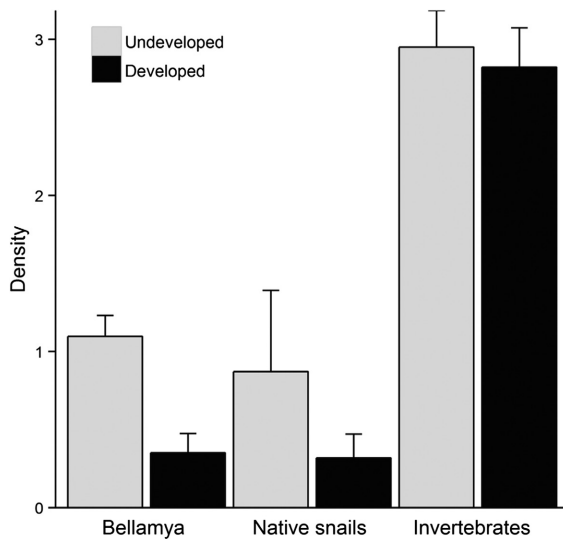 3
2
1
0
Density
Undeveloped
Developed
Bellamya Native snails Invertebrates